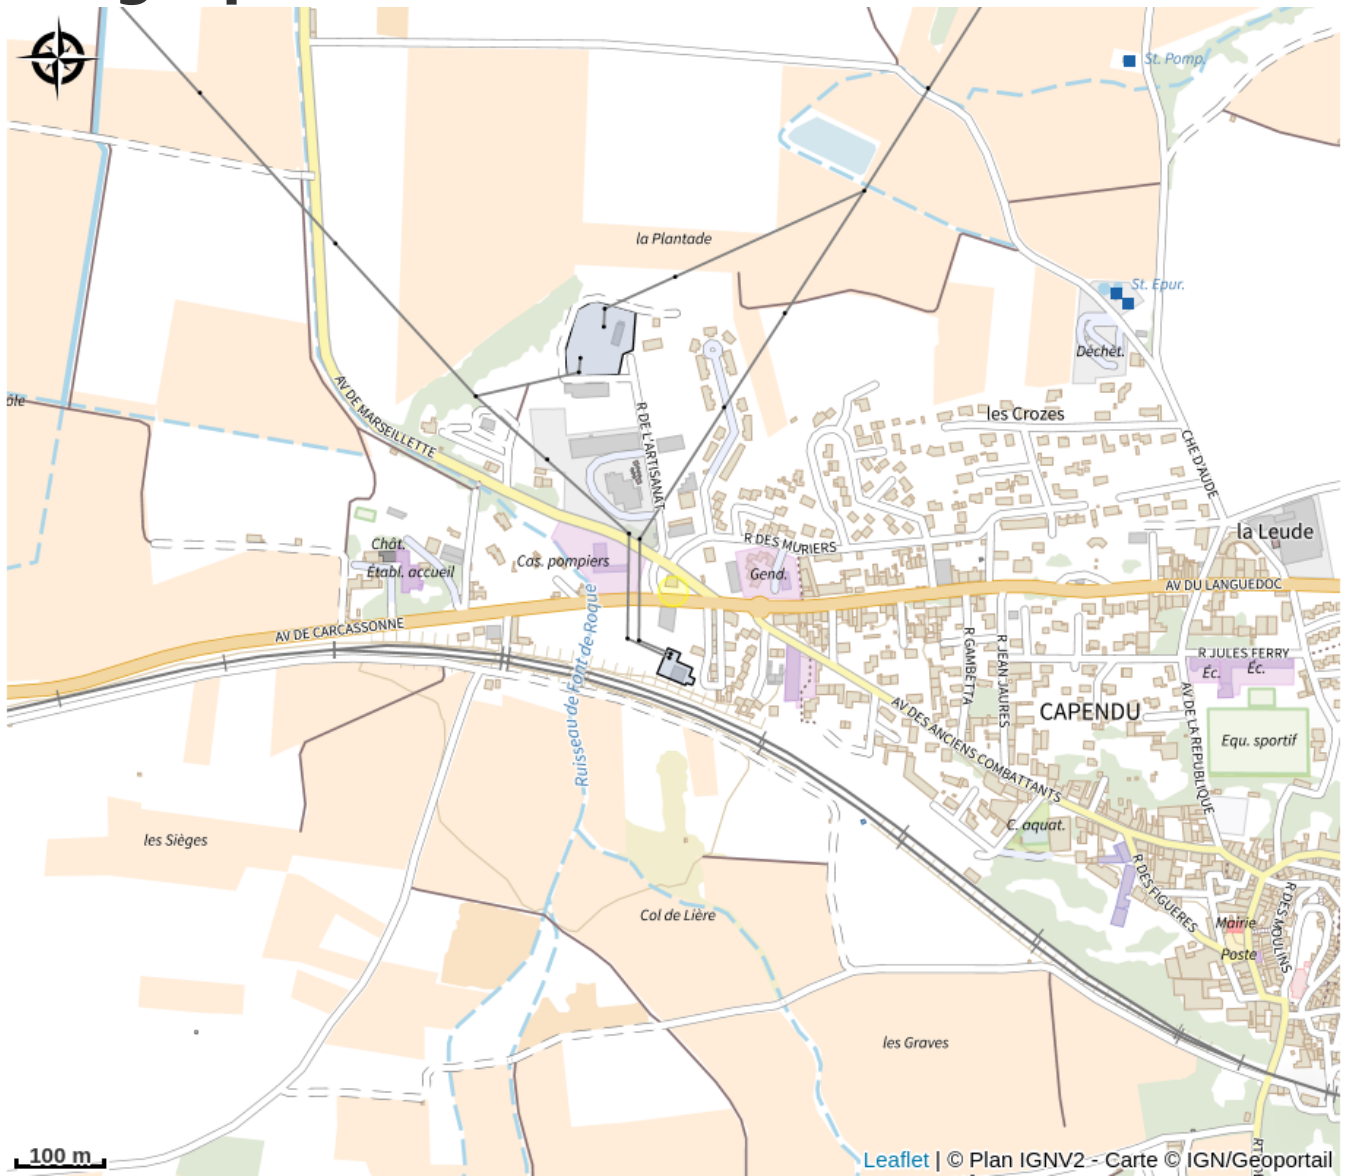 St. Pomp.
la Plantade
St. Epur.
Déchèt.
AV DE MARSEILLETTE
ôle
R DE L'ARTISANAT
les Crozes
CHE D'AUDE
la Leude
Chât.
Établ. accueil
Cas. pompiers
R DES MURIERS
Gend.
AV DU LANGUEDOC
AV DE CARCASSONNE
Ruisseau de Font de Roque
R GAMBETTA
R JEAN JAURES
R JULES FERRY
Éc.
Éc.
CAPENDU
AV DE LA REPUBLIQUE
Equ. sportif
AV DES ANCIENS COMBATTANTS
les Sièges
C. aquat.
R DES FIGUERES
R DES MOULINS
Col de Lière
Mairie
Poste
les Graves
100 m
Leaflet | © Plan IGNV2 - Carte © IGN/Geoportail